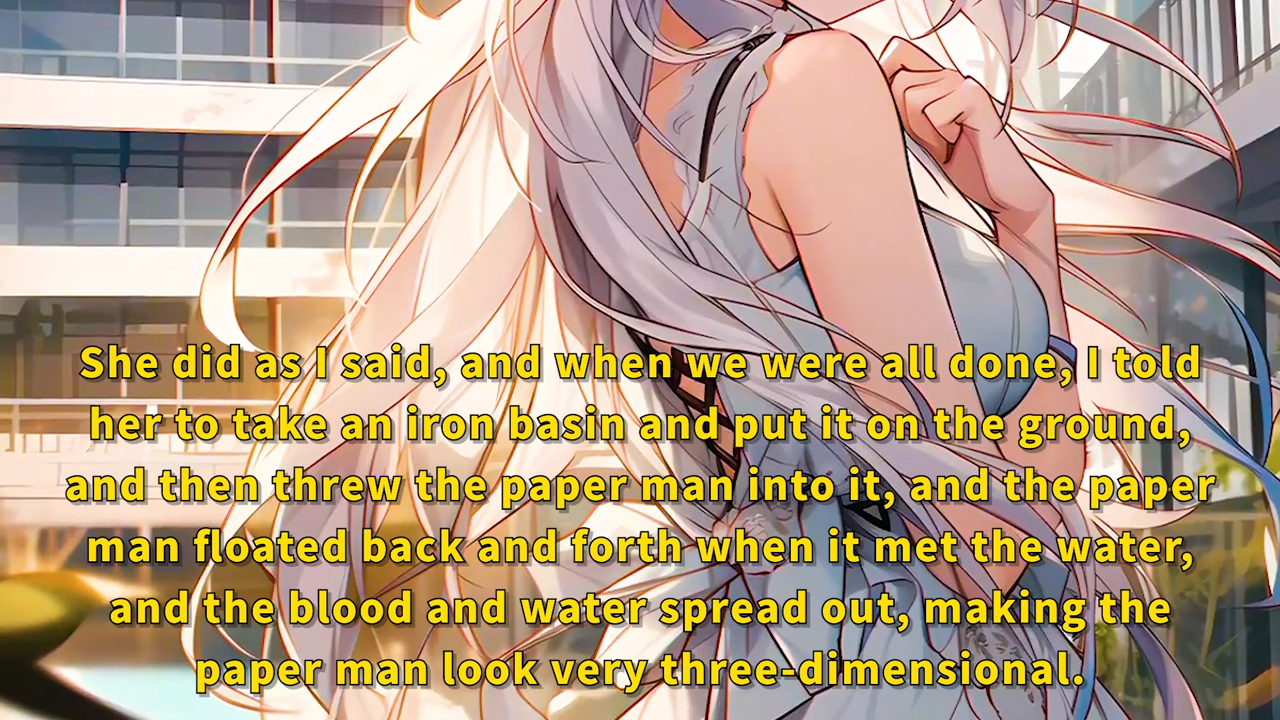 She did as I said, and when we were all done, I told
her to take an iron basin and put it on the ground,
and then threw the paper man into it, and the paper
man floated back and forth when it met the water,
and the blood and water spread out, making the
paper man look very three-dimensional.